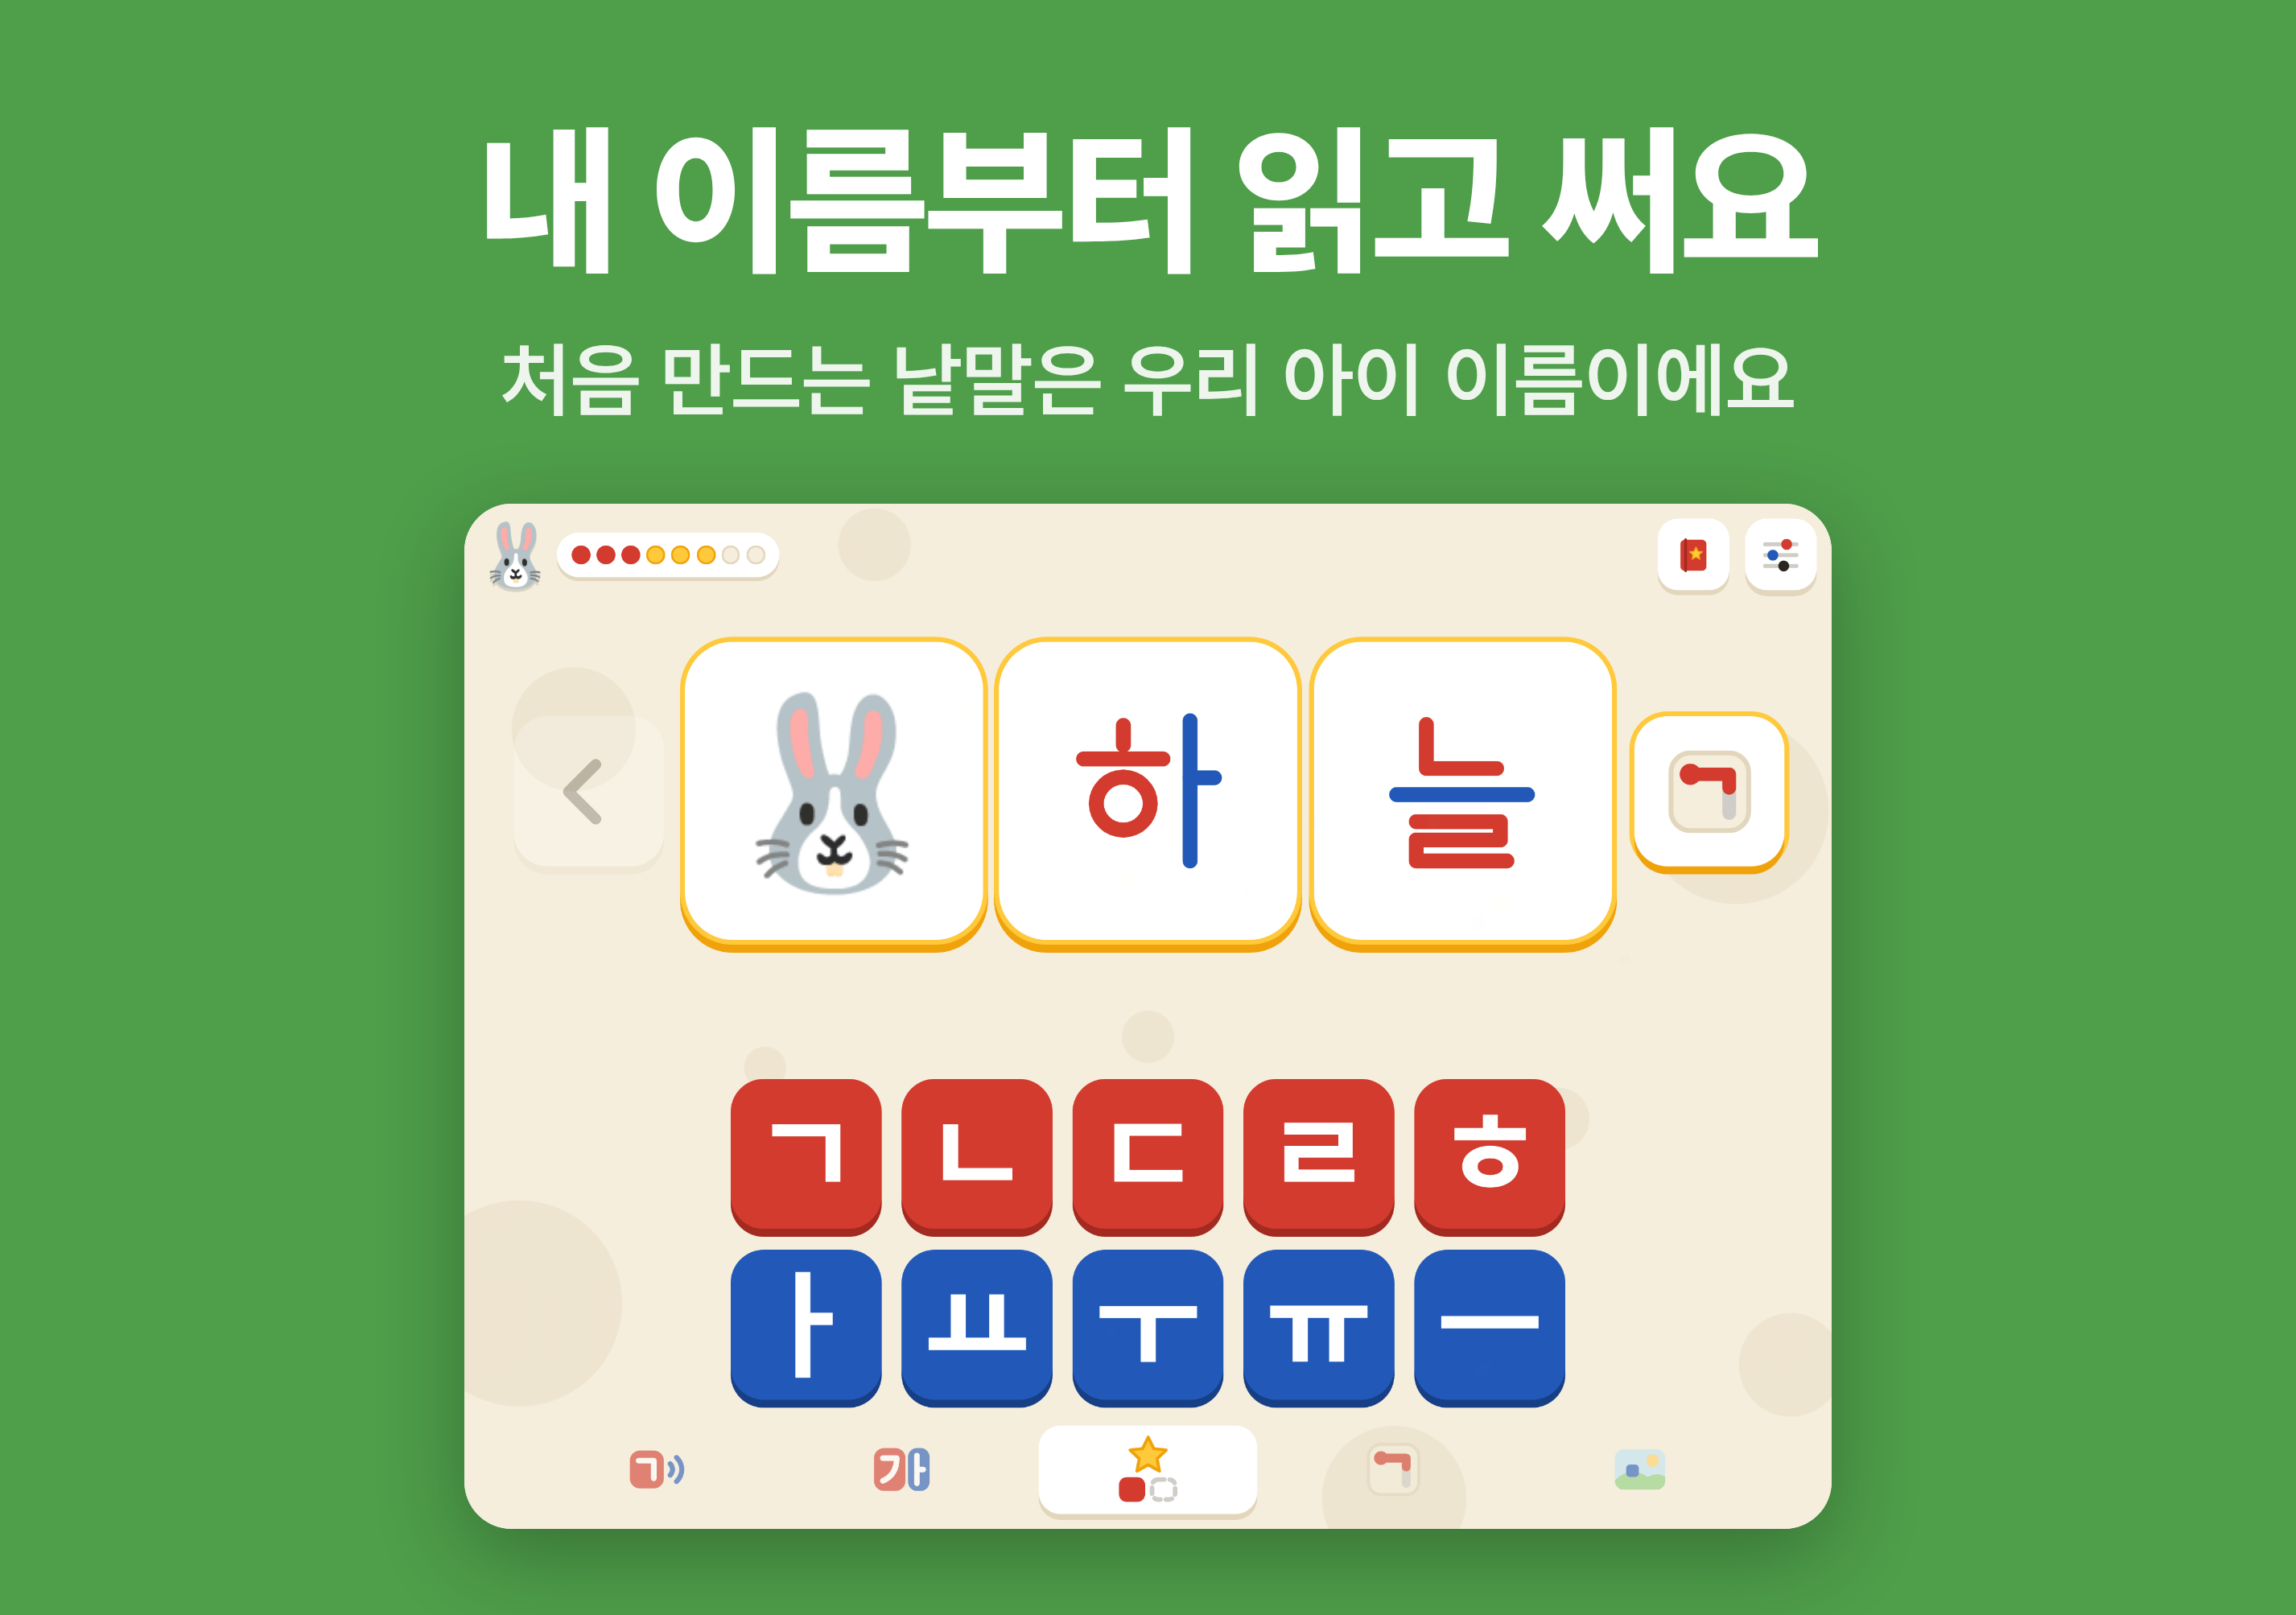 내 이름부터 읽고 써요
처음 만드는 낱말은 우리 아이 이름이에요
하 늘
ㄱ
ㄱ ㄴ ㄷ ㄹ ㅎ
ㅏ ㅛ ㅜ ㅠ ㅡ
ㄱ 가 ㄱ